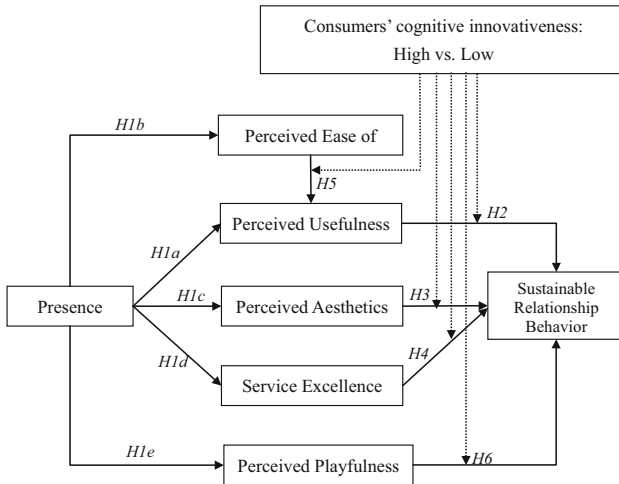 Consumers’ cognitive innovativeness:
High vs. Low
H1b
Perceived Ease of
H5
Perceived Usefulness
H2
H1a
Presence
H1c
Perceived Aesthetics
H3
Sustainable
Relationship
Behavior
H1d
H4
Service Excellence
H1e
Perceived Playfulness
H6